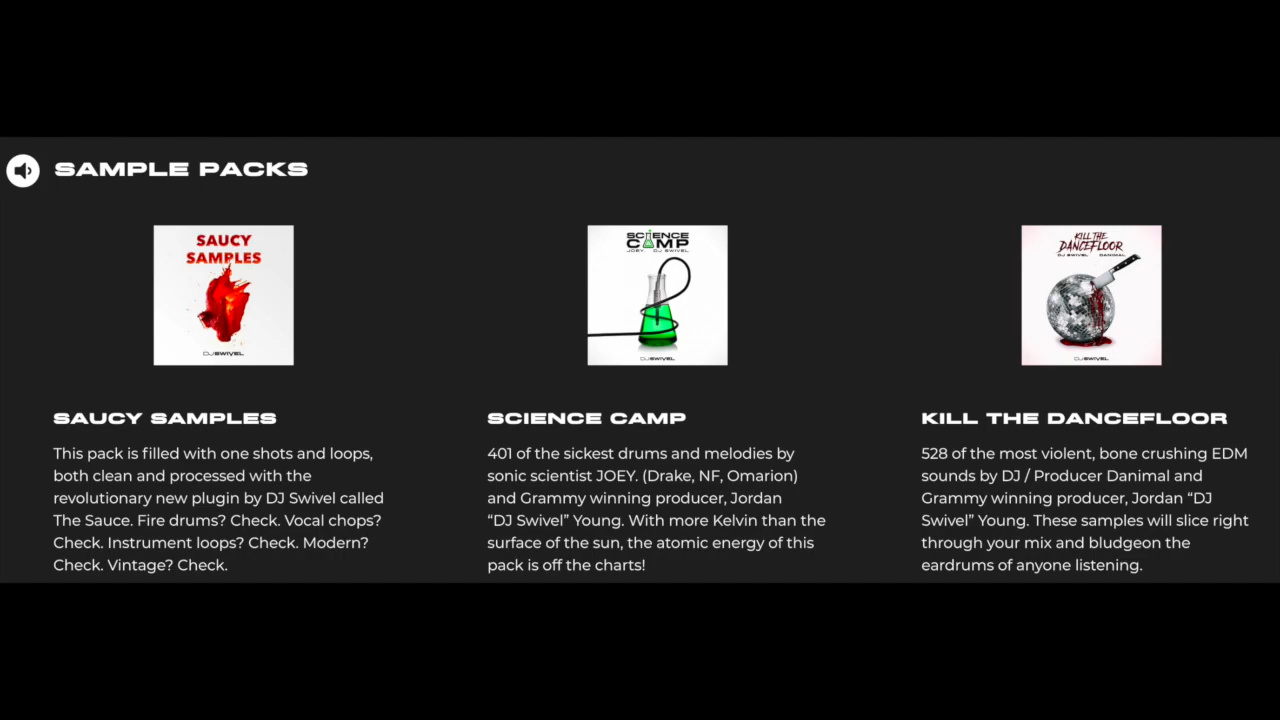 SAMPLE PACKS
SAUCY
SAMPLES
DJ SWIVEL
SCIENCE
CAMP
JOEY DJ SWIVEL
DJ SWIVEL
KILL THE
DANCEFLOOR
DJ SWIVEL DANIMAL
DJ SWIVEL
SAUCY SAMPLES
This pack is filled with one shots and loops,
both clean and processed with the
revolutionary new plugin by DJ Swivel called
The Sauce. Fire drums? Check. Vocal chops?
Check. Instrument loops? Check. Modern?
Check. Vintage? Check.
SCIENCE CAMP
401 of the sickest drums and melodies by
sonic scientist JOEY. (Drake, NF, Omarion)
and Grammy winning producer, Jordan
“DJ Swivel” Young. With more Kelvin than the
surface of the sun, the atomic energy of this
pack is off the charts!
KILL THE DANCEFLOOR
528 of the most violent, bone crushing EDM
sounds by DJ / Producer Danimal and
Grammy winning producer, Jordan “DJ
Swivel” Young. These samples will slice right
through your mix and bludgeon the
eardrums of anyone listening.